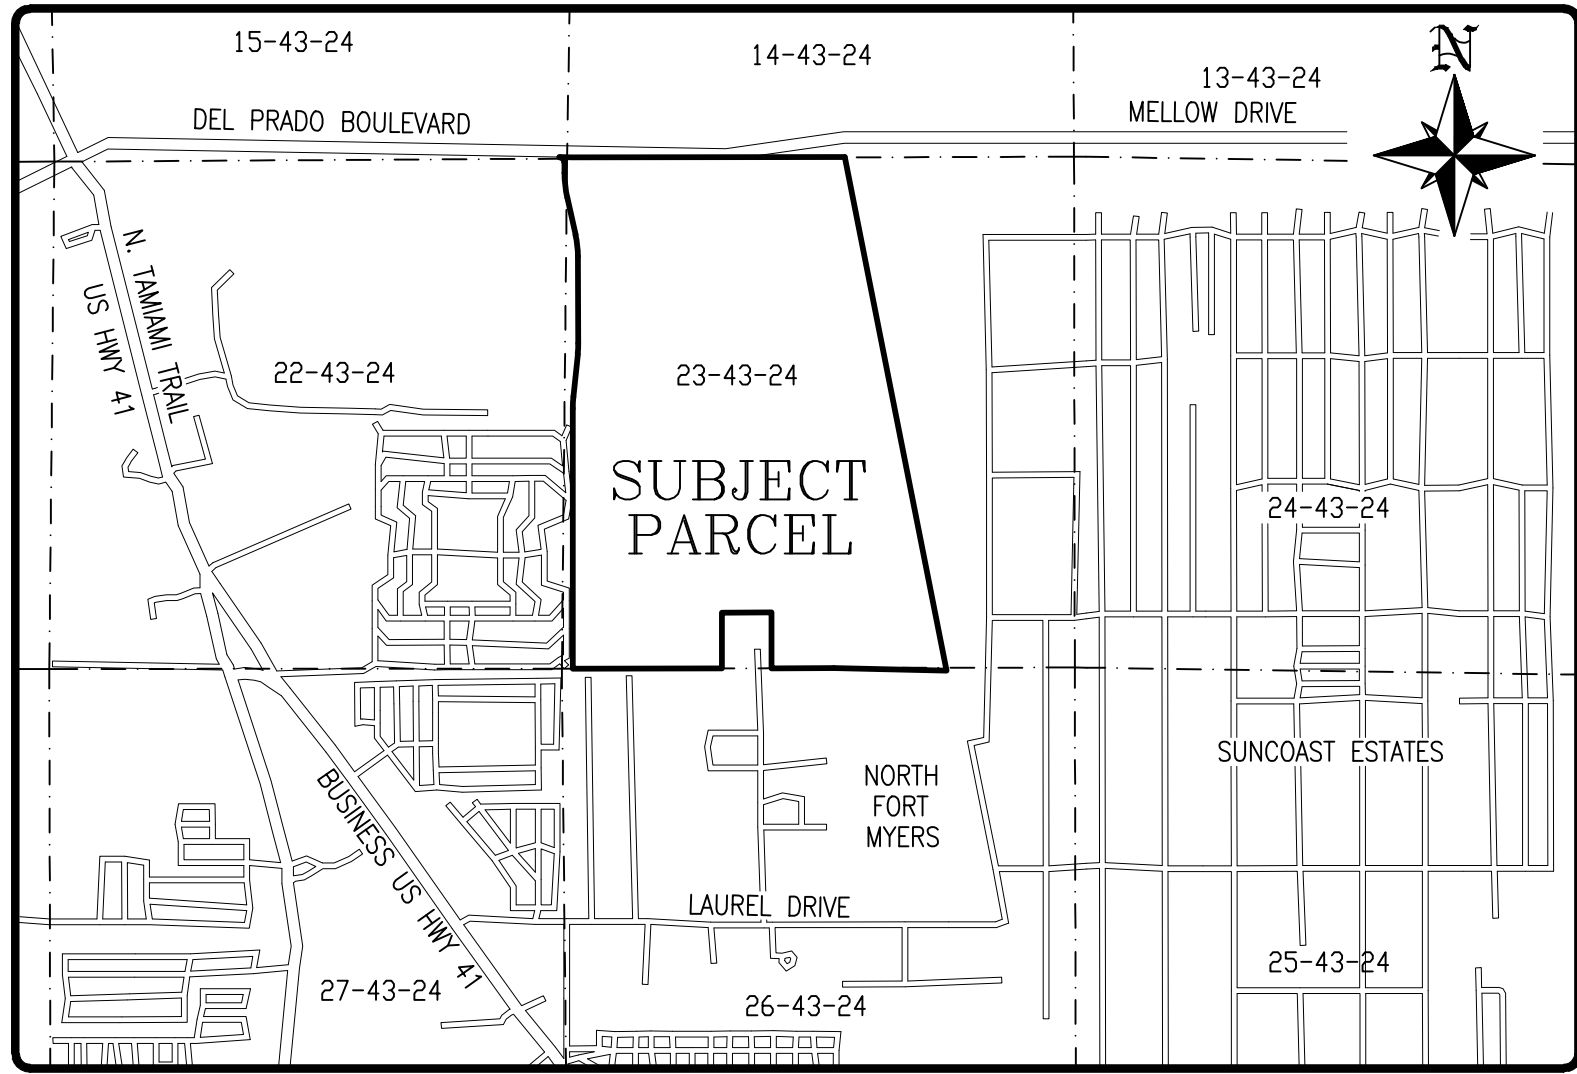 15-43-24
14-43-24
13-43-24
N
DEL PRADO BOULEVARD
MELLOW DRIVE
N. TAMIAMI TRAIL
US HWY 41
22-43-24
23-43-24
SUBJECT
PARCEL
24-43-24
SUNCOAST ESTATES
NORTH
FORT
MYERS
BUSINESS US HWY 41
LAUREL DRIVE
27-43-24
26-43-24
25-43-24